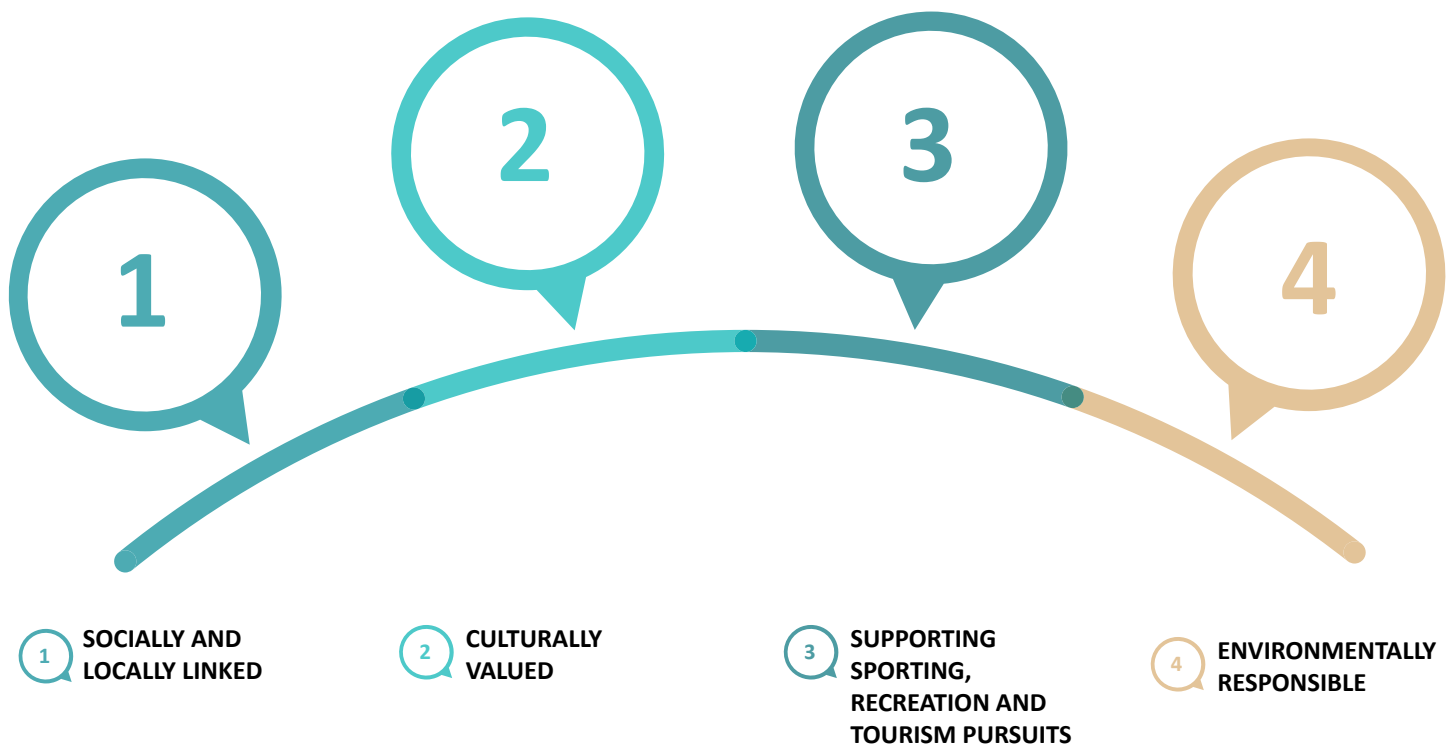 1
2
3
4
1
SOCIALLY AND
LOCALLY LINKED
2
CULTURALLY
VALUED
3
SUPPORTING
SPORTING,
RECREATION AND
TOURISM PURSUITS
4
ENVIRONMENTALLY
RESPONSIBLE